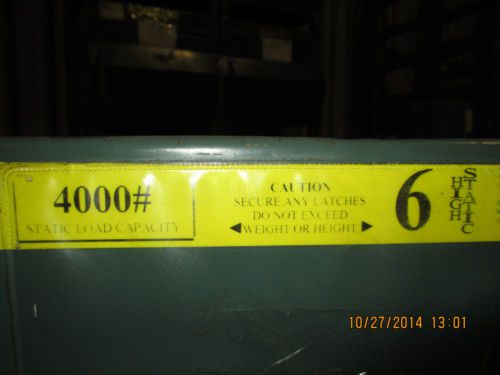 4000#
STATIC LOAD CAPACITY
CAUTION
SECURE ANY LATCHES
DO NOT EXCEED
WEIGHT OR HEIGHT
6
HIGH
STATIC
10/27/2014 13:01